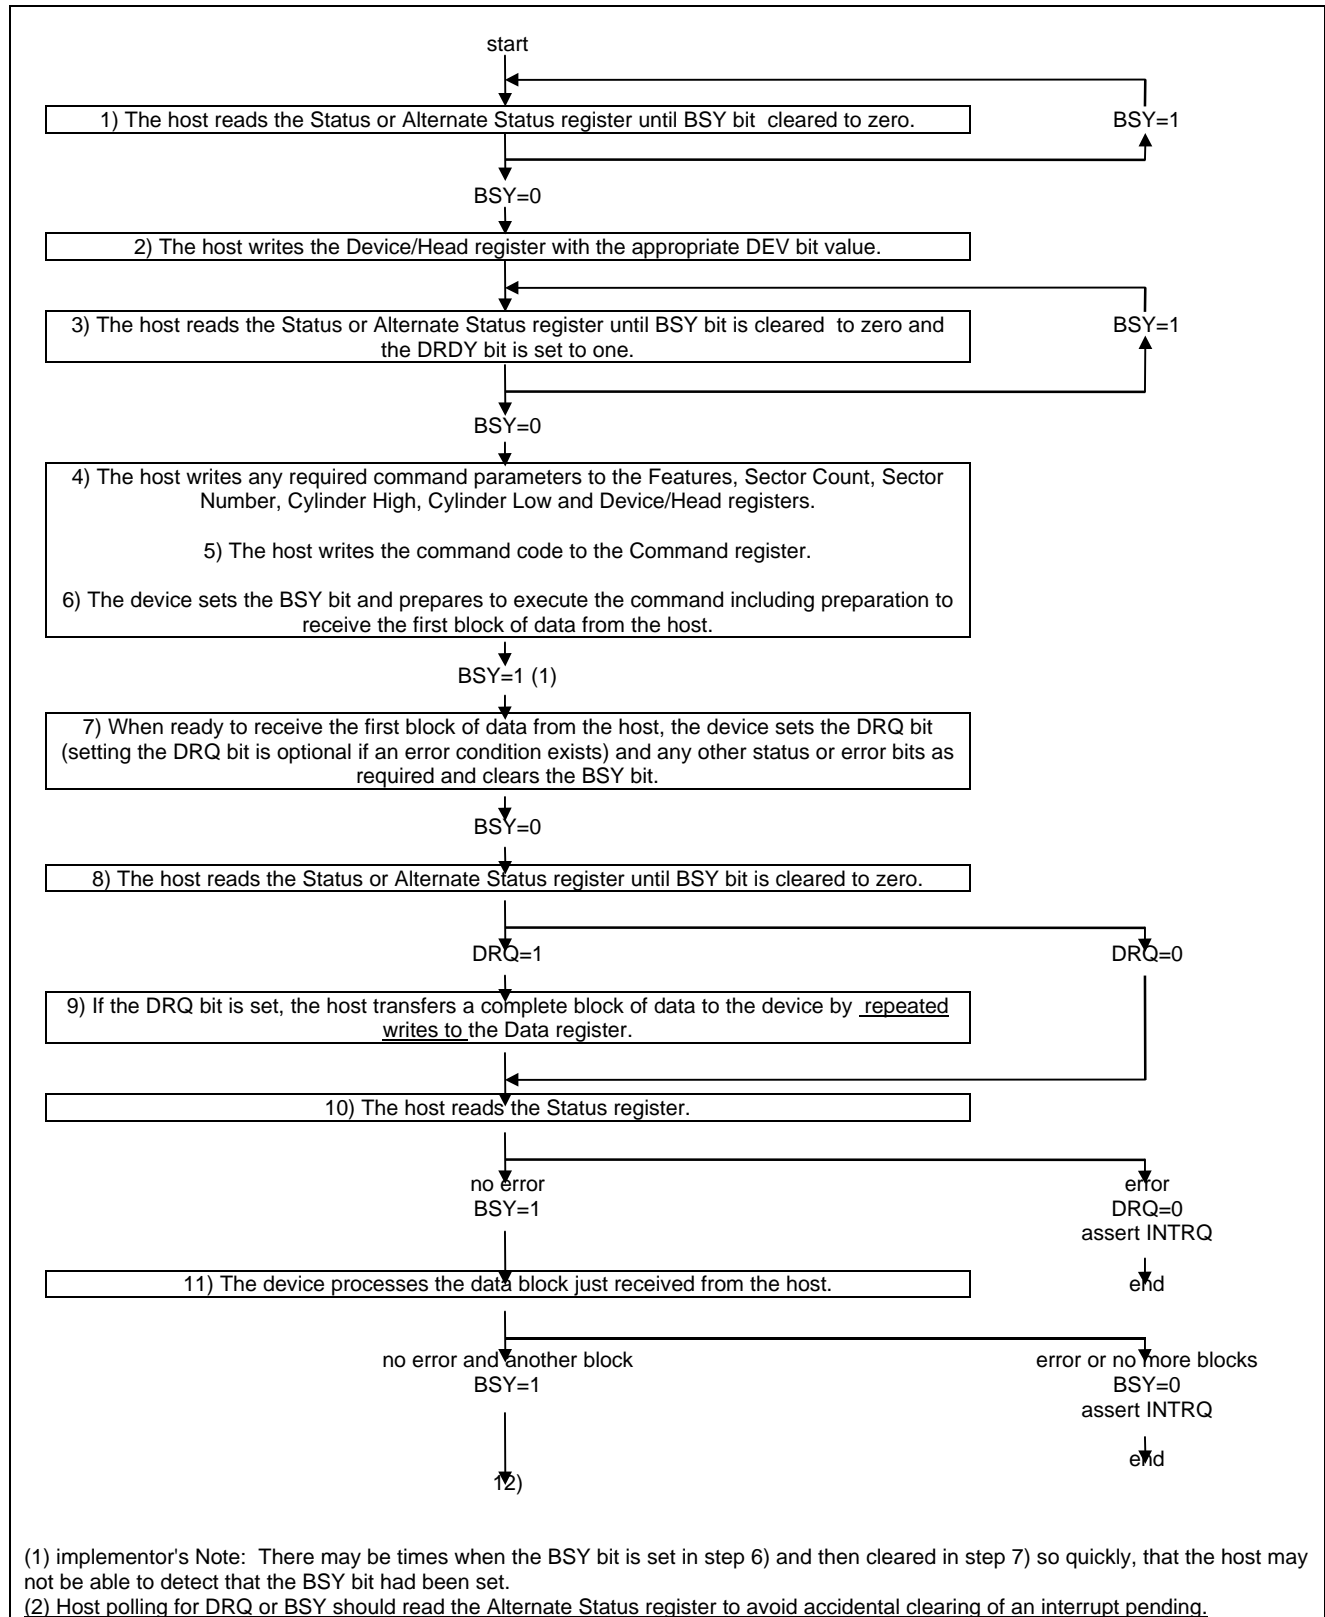 start
1) The host reads the Status or Alternate Status register until BSY bit  cleared to zero.
BSY=1
BSY=0
2) The host writes the Device/Head register with the appropriate DEV bit value.
3) The host reads the Status or Alternate Status register until BSY bit is cleared  to zero and
the DRDY bit is set to one.
BSY=1
BSY=0
4) The host writes any required command parameters to the Features, Sector Count, Sector
Number, Cylinder High, Cylinder Low and Device/Head registers.
5) The host writes the command code to the Command register.
6) The device sets the BSY bit and prepares to execute the command including preparation to
receive the first block of data from the host.
BSY=1 (1)
7) When ready to receive the first block of data from the host, the device sets the DRQ bit
(setting the DRQ bit is optional if an error condition exists) and any other status or error bits as
required and clears the BSY bit.
BSY=0
8) The host reads the Status or Alternate Status register until BSY bit is cleared to zero.
DRQ=1
DRQ=0
9) If the DRQ bit is set, the host transfers a complete block of data to the device by  repeated
writes to the Data register.
10) The host reads the Status register.
no error
BSY=1
error
DRQ=0
assert INTRQ
11) The device processes the data block just received from the host.
end
no error and another block
BSY=1
error or no more blocks
BSY=0
assert INTRQ
end
12)
(1) implementor's Note:  There may be times when the BSY bit is set in step 6) and then cleared in step 7) so quickly, that the host may
not be able to detect that the BSY bit had been set.
(2) Host polling for DRQ or BSY should read the Alternate Status register to avoid accidental clearing of an interrupt pending.